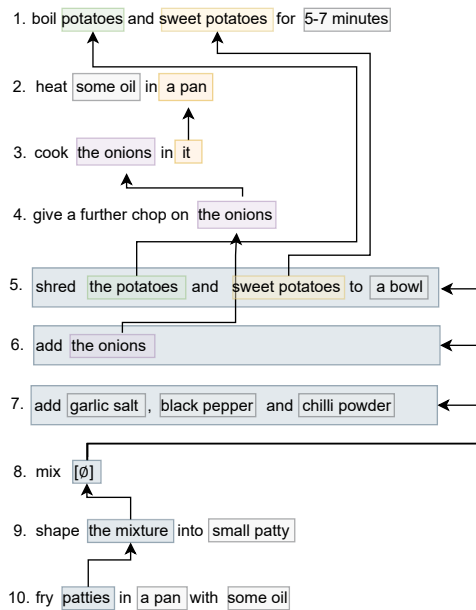 1. boil potatoes and sweet potatoes for 5-7 minutes
2. heat some oil in a pan
3. cook the onions in it
4. give a further chop on the onions
5. shred the potatoes and sweet potatoes to a bowl
6. add the onions
7. add garlic salt , black pepper and chilli powder
8. mix [Ø]
9. shape the mixture into small patty
10. fry patties in a pan with some oil